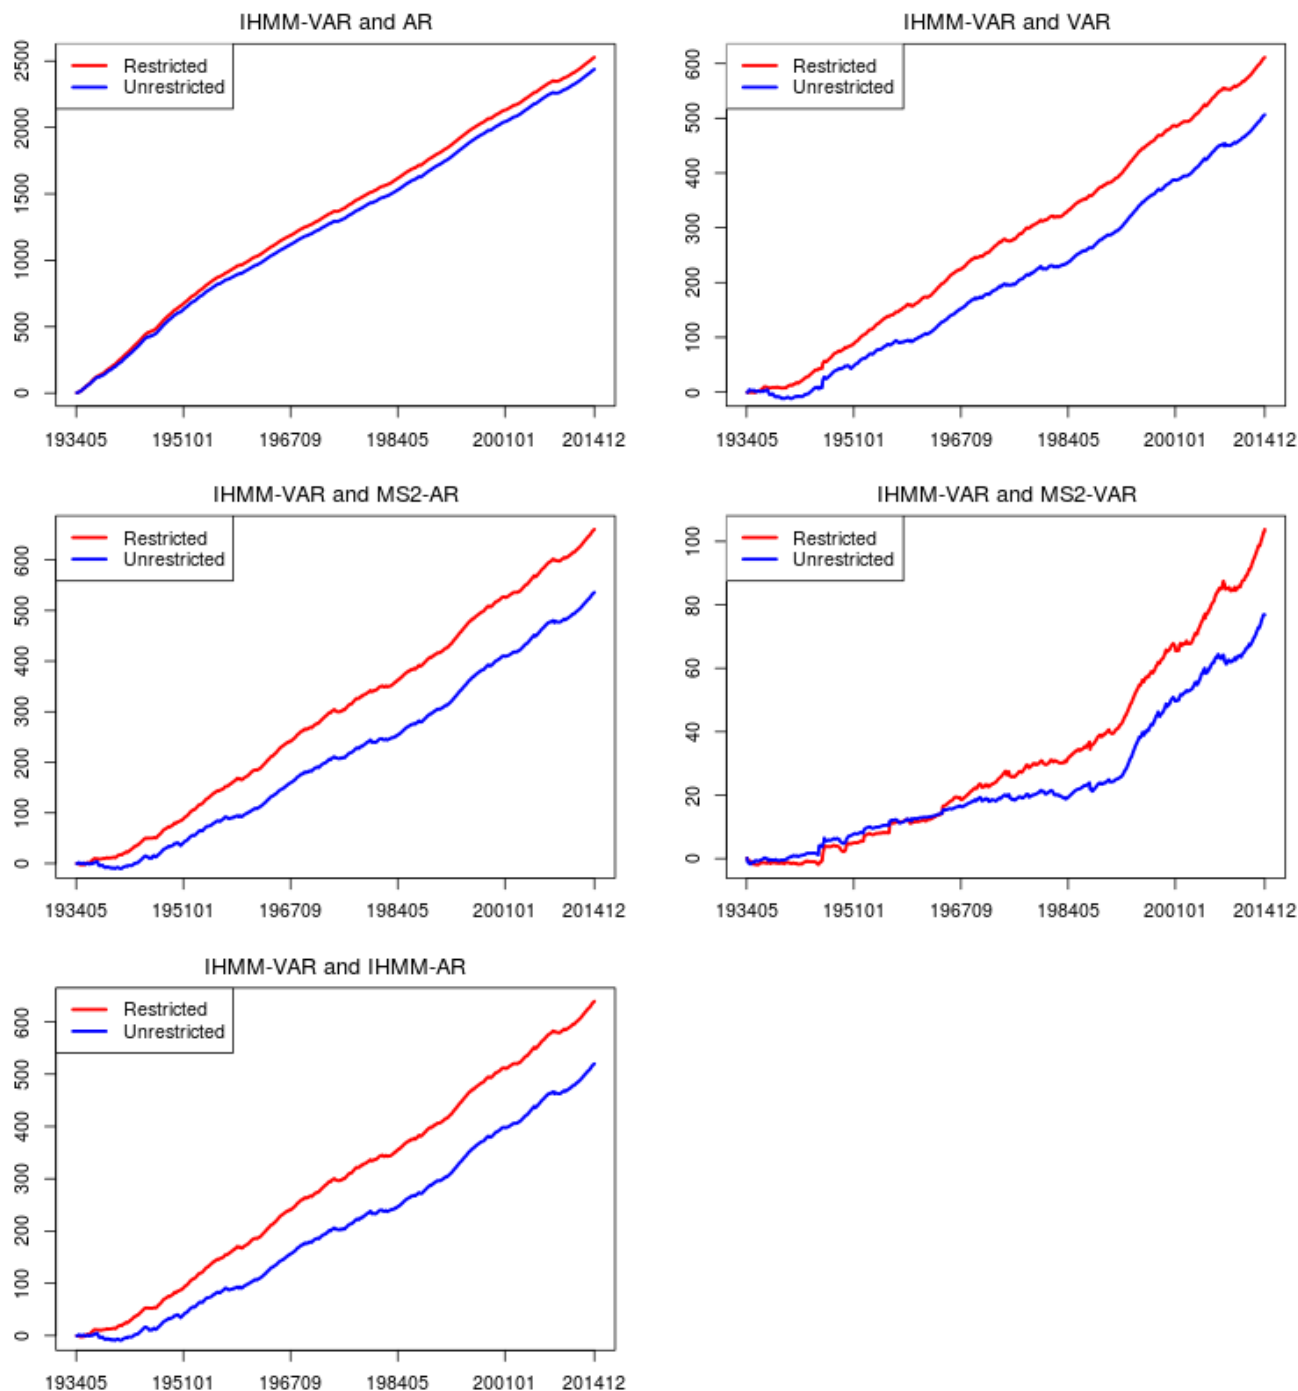 IHMM-VAR and AR
Restricted
Unrestricted
2500
2000
1500
1000
500
0
193405 195101 196709 198405 200101 201412
IHMM-VAR and VAR
Restricted
Unrestricted
600
500
400
300
200
100
0
193405 195101 196709 198405 200101 201412
IHMM-VAR and MS2-AR
Restricted
Unrestricted
600
500
400
300
200
100
0
193405 195101 196709 198405 200101 201412
IHMM-VAR and MS2-VAR
Restricted
Unrestricted
100
80
60
40
20
0
193405 195101 196709 198405 200101 201412
IHMM-VAR and IHMM-AR
Restricted
Unrestricted
600
500
400
300
200
100
0
193405 195101 196709 198405 200101 201412